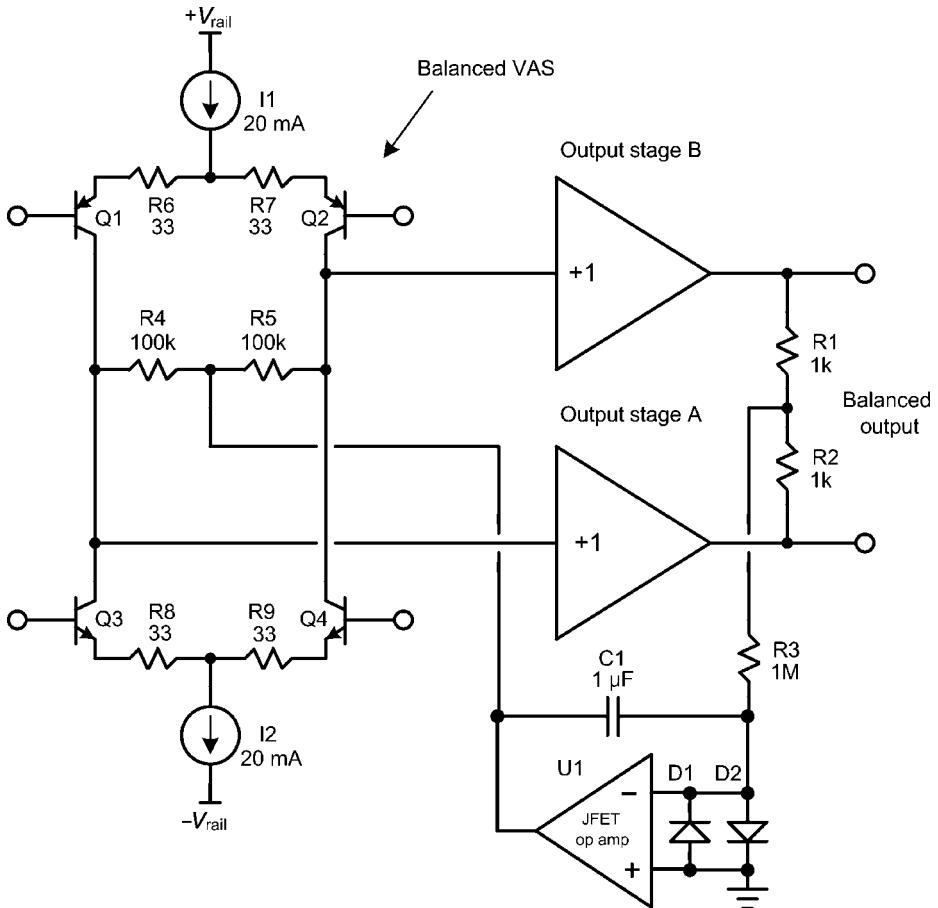 +Vrail
I1
20 mA
Balanced VAS
Output stage B
R6
33
R7
33
Q1
Q2
+1
R4
100k
R5
100k
R1
1k
Output stage A
Balanced
output
R2
1k
+1
Q3
R8
33
R9
33
Q4
R3
1M
C1
1 µF
I2
20 mA
U1
D1
D2
–
JFET
op amp
+
–Vrail